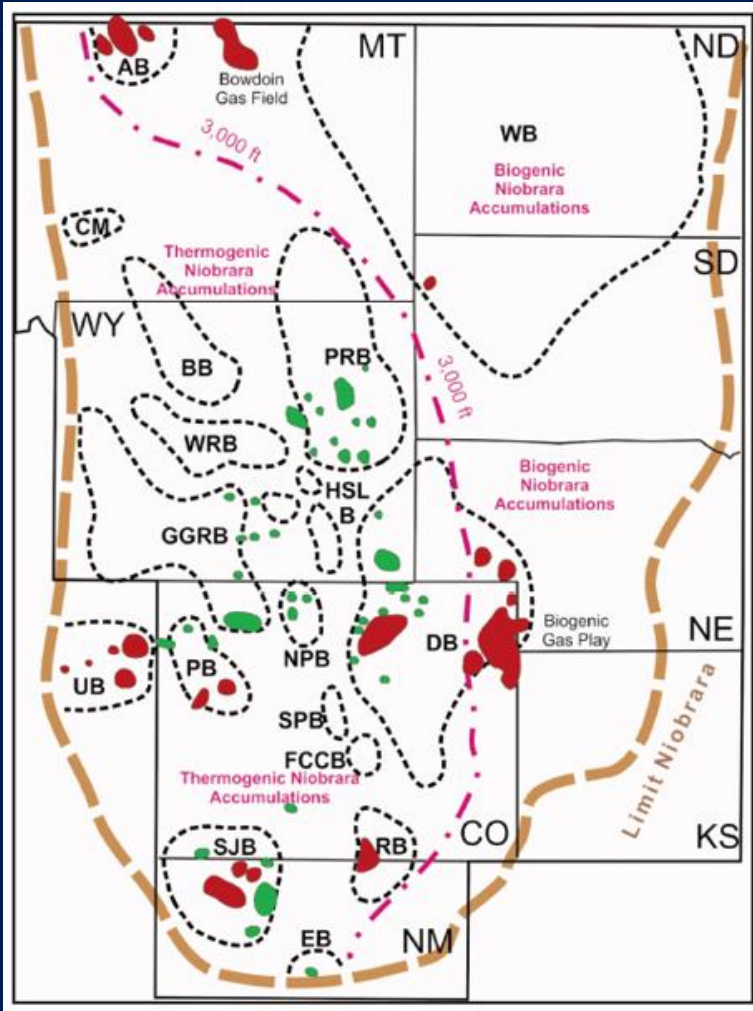 MT
ND
AB
Bowdoin
Gas Field
3,000 ft
WB
Biogenic
Niobrara
Accumulations
CM
Thermogenic
Niobrara
Accumulations
SD
WY
BB
PRB
3,000 ft
WRB
Biogenic
Niobrara
Accumulations
HSL
B
GGRB
Biogenic
Gas Play
NE
DB
NPB
PB
UB
SPB
FCCB
Thermogenic Niobrara
Accumulations
Limit Niobrara
SJB
RB
CO
KS
EB
NM